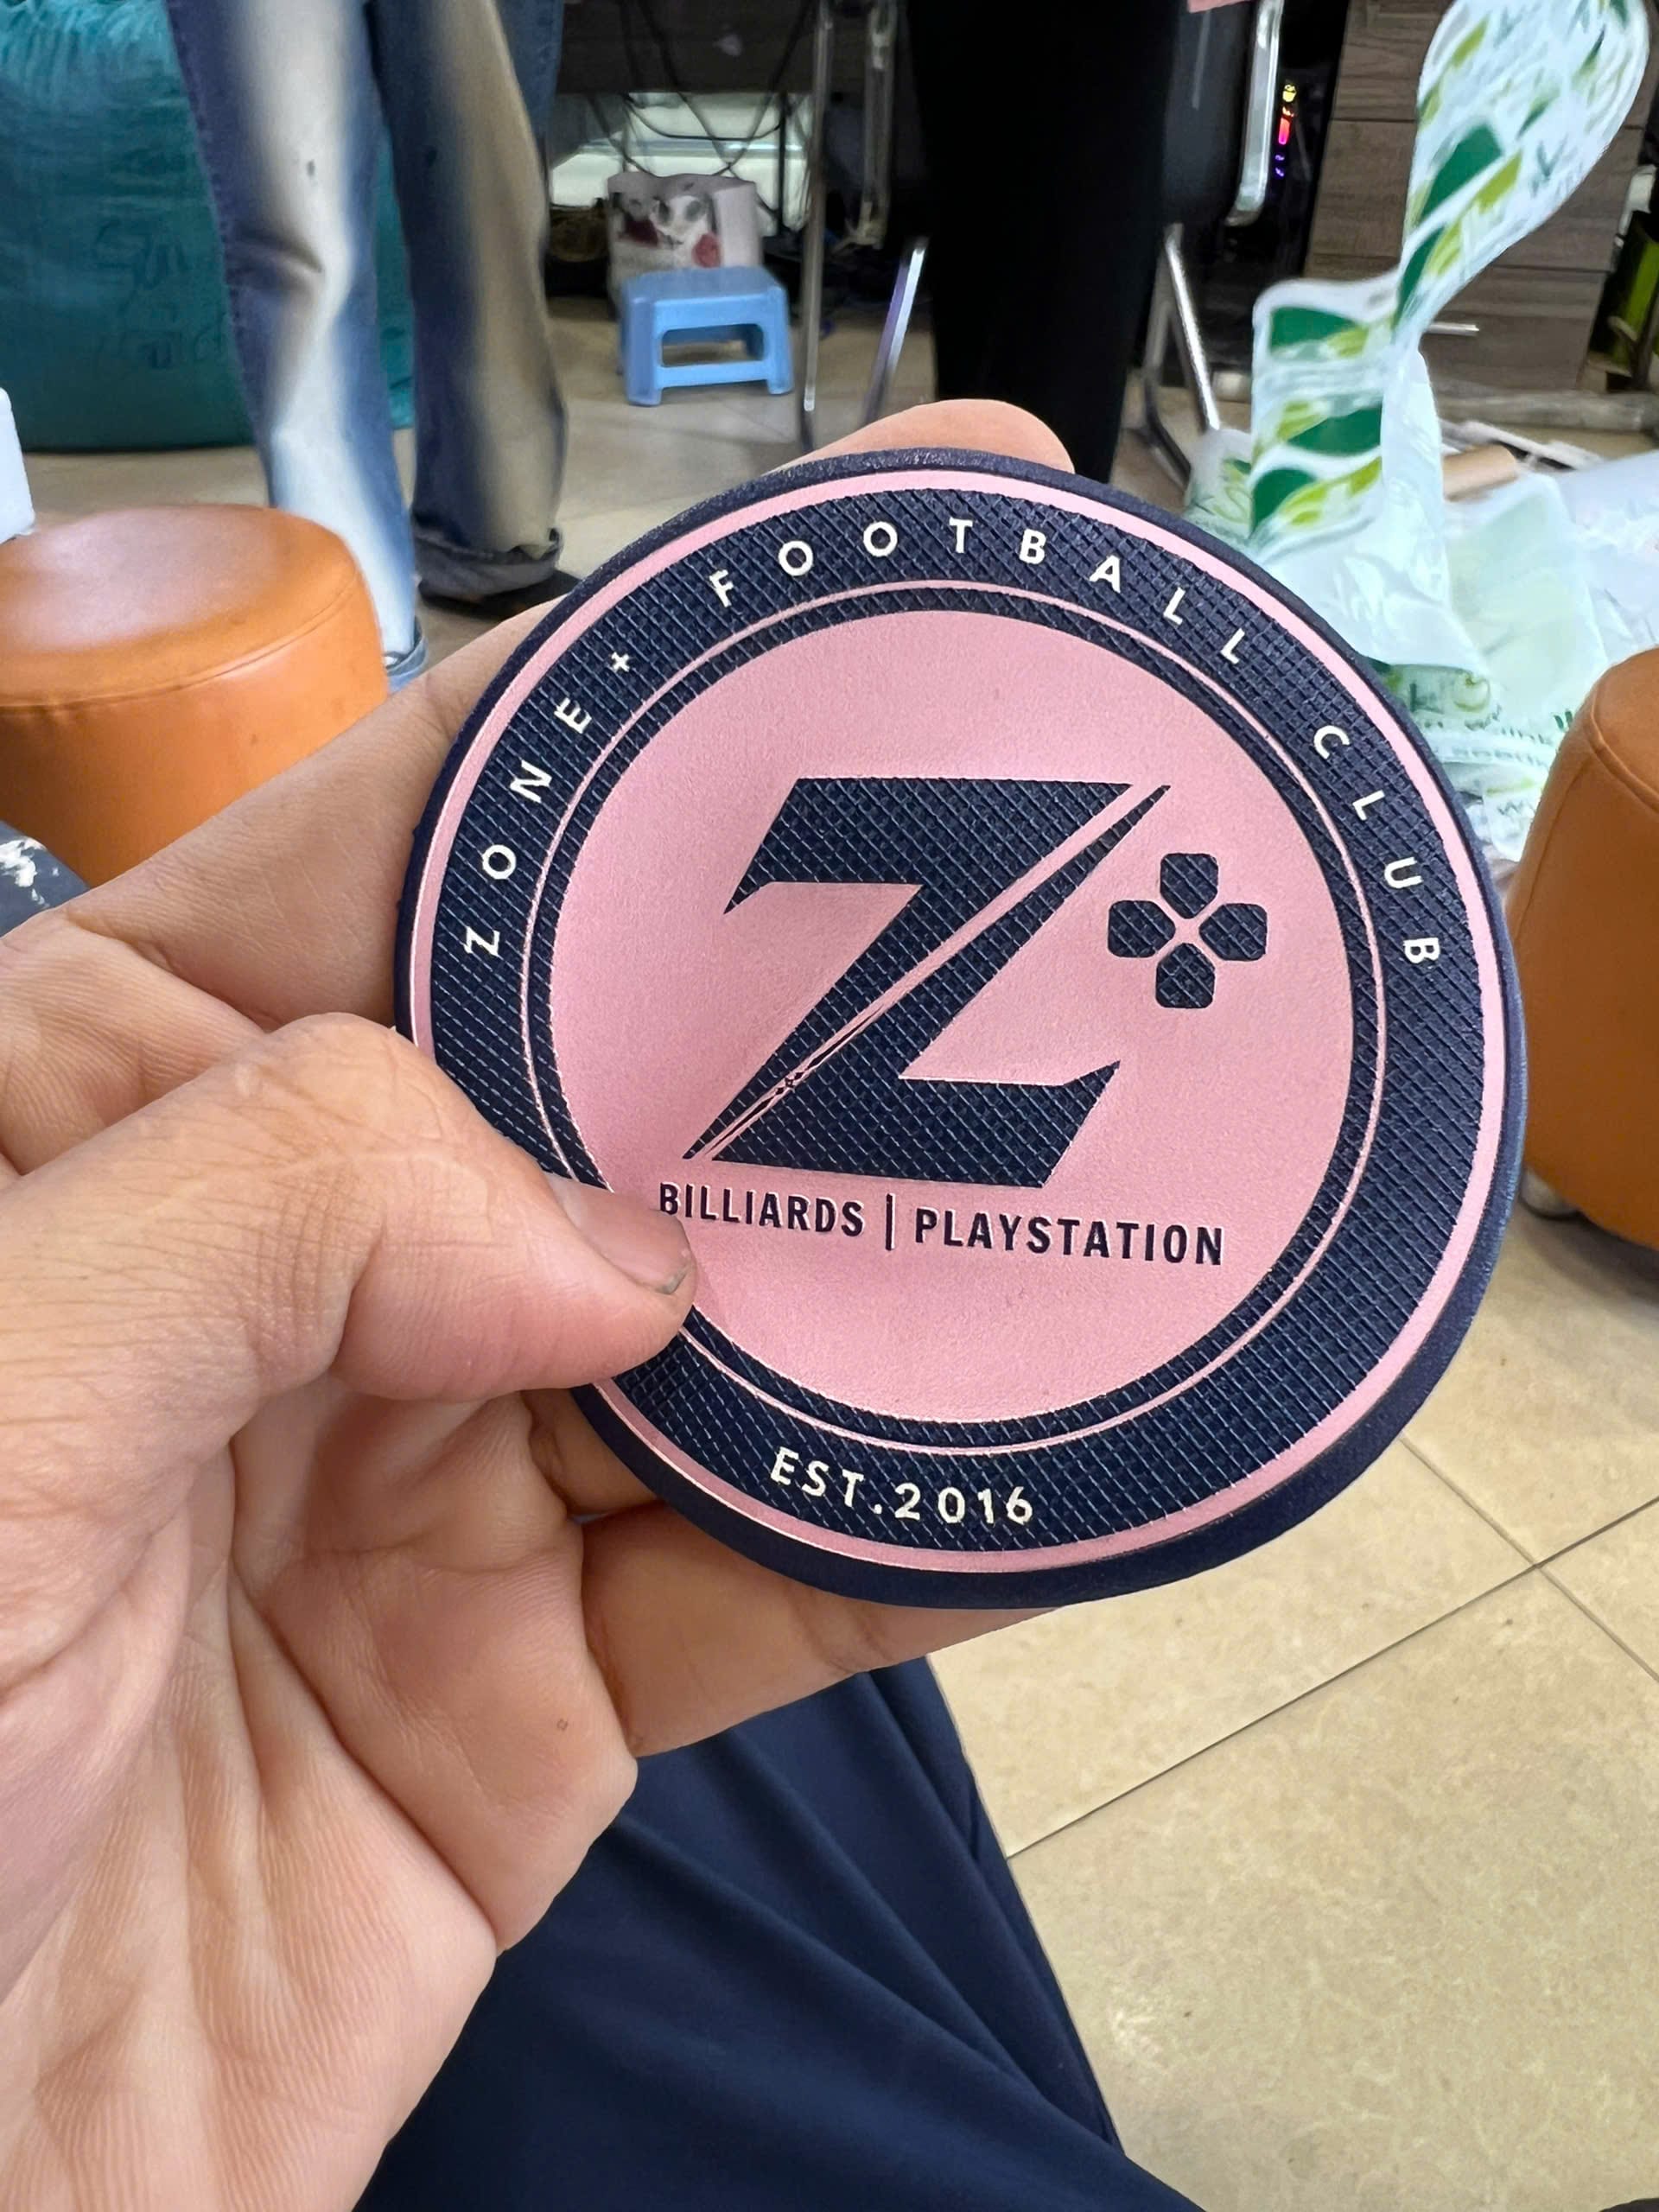 ZONE+ FOOTBALL CLUB
Z
BILLIARDS | PLAYSTATION
EST.2016